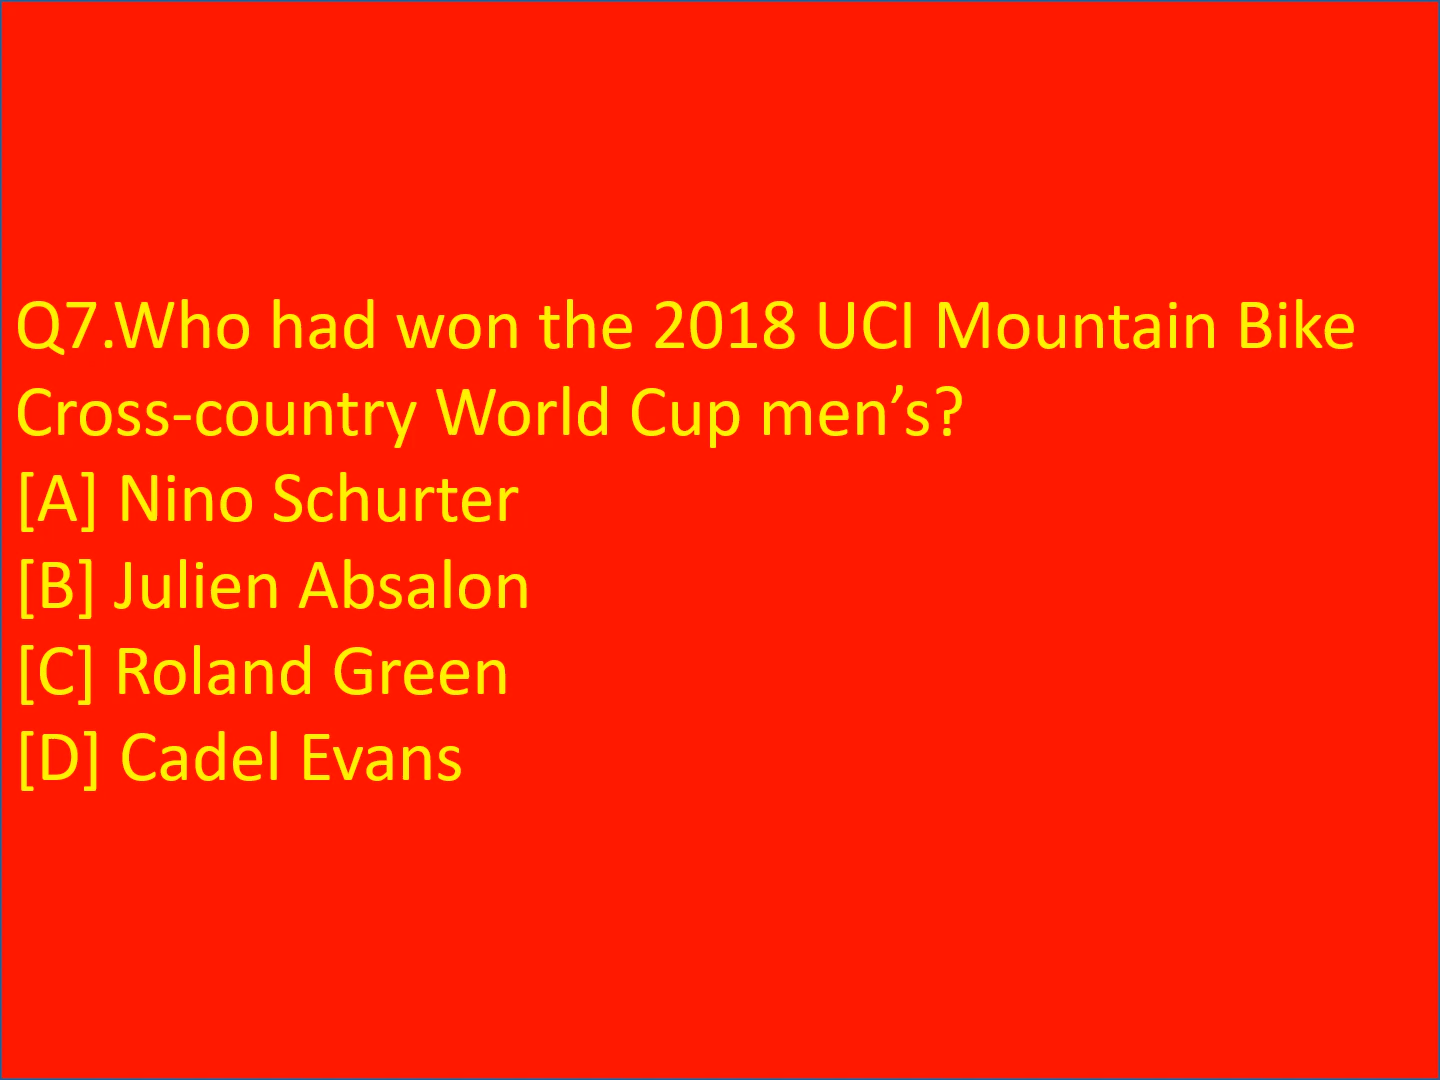 Q7.Who had won the 2018 UCI Mountain Bike
Cross-country World Cup men’s?
[A] Nino Schurter
[B] Julien Absalon
[C] Roland Green
[D] Cadel Evans